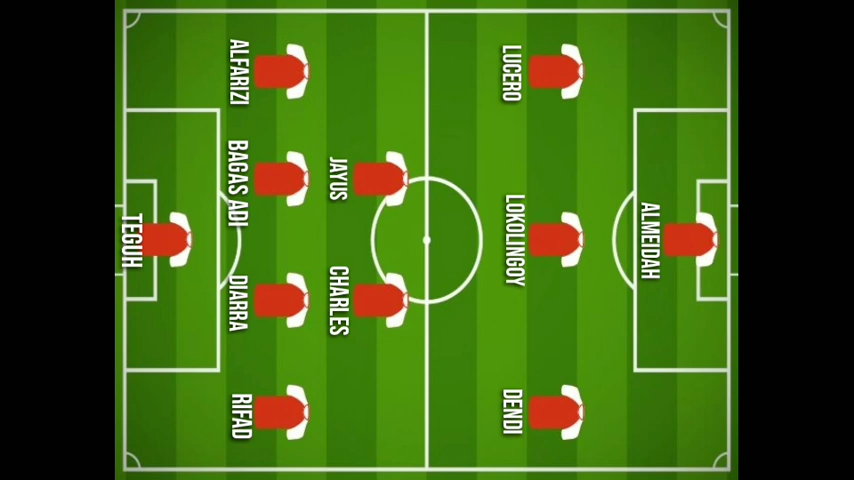 ALMEIDAH
LUCERO
LOKOLINGOY
DENDI
JAYUS
CHARLES
ALFARIZI
BAGAS ADI
DIARRA
RIFAD
TEGUH